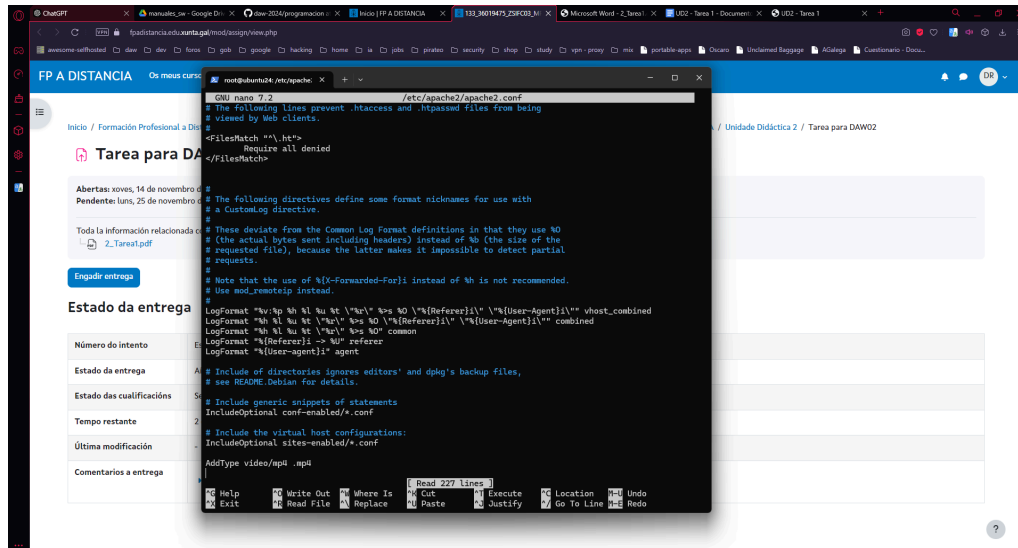 ChatGPT
manuales_sw - Google Driv
daw-2024/programacion a
Inicio | FP A DISTANCIA
133_36019475_ZSIFC03_M
Microsoft Word - 2_Tarea1
UD2 - Tarea 1 - Document
UD2 - Tarea 1
VPN
fpadistancia.edu.xunta.gal/mod/assign/view.php
awesome-selfhosted
daw
dev
foros
gob
google
hacking
home
ia
jobs
pirateo
security
shop
study
vpn - proxy
mix
portable-apps
Oscaro
Unclaimed Baggage
AGalega
Cuestionario - Docu...
FP A DISTANCIA
Os meus curs
DR
Inicio / Formación Profesional a Dis
/ Unidade Didáctica 2 / Tarea para DAW02
Tarea para DA
Abertas: xoves, 14 de novembro d
Pendente: luns, 25 de novembro d
Toda la información relacionada c
2_Tarea1.pdf
Engadir entrega
Estado da entrega
Número do intento
Estado da entrega
Estado das cualificacións
Tempo restante
2
Última modificación
-
Comentarios a entrega
root@ubuntu24: /etc/apache:
GNU nano 7.2
/etc/apache2/apache2.conf
# The following lines prevent .htaccess and .htpasswd files from being
# viewed by Web clients.
#
<FilesMatch "^\.ht">
Require all denied
</FilesMatch>
#
# The following directives define some format nicknames for use with
# a CustomLog directive.
#
# These deviate from the Common Log Format definitions in that they use %O
# (the actual bytes sent including headers) instead of %b (the size of the
# requested file), because the latter makes it impossible to detect partial
# requests.
#
# Note that the use of %{X-Forwarded-For}i instead of %h is not recommended.
# Use mod_remoteip instead.
#
LogFormat "%v:%p %h %l %u %t \"%r\" %>s %O \"%{Referer}i\" \"%{User-Agent}i\"" vhost_combined
LogFormat "%h %l %u %t \"%r\" %>s %O \"%{Referer}i\" \"%{User-Agent}i\"" combined
LogFormat "%h %l %u %t \"%r\" %>s %O" common
LogFormat "%{Referer}i -> %U" referer
LogFormat "%{User-agent}i" agent
# Include of directories ignores editors' and dpkg's backup files,
# see README.Debian for details.
# Include generic snippets of statements
IncludeOptional conf-enabled/*.conf
# Include the virtual host configurations:
IncludeOptional sites-enabled/*.conf
AddType video/mp4 .mp4
[ Read 227 lines ]
^G Help ^O Write Out ^W Where Is ^K Cut ^T Execute ^C Location M-U Undo
^X Exit ^R Read File ^\ Replace ^U Paste ^J Justify ^/ Go To Line M-E Redo
?